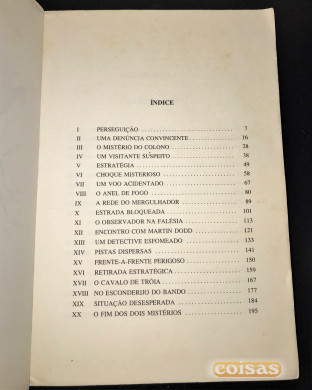 ÍNDICE
I PERSEGUIÇÃO 7
II UMA DENÚNCIA CONVINCENTE 16
III O MISTÉRIO DO COLONO 28
IV UM VISITANTE SUSPEITO 38
V ESTRATÉGIA 49
VI CHOQUE MISTERIOSO 58
VII UM VOO ACIDENTADO 67
VIII O ANEL DE FOGO 80
IX A REDE DO MERGULHADOR 89
X ESTRADA BLOQUEADA 101
XI O OBSERVADOR NA FALÉSIA 113
XII ENCONTRO COM MARTIN DODD 121
XIII UM DETECTIVE ESFOMEADO 133
XIV PISTAS DISPERSAS 141
XV FRENTE-A-FRENTE PERIGOSO 150
XVI RETIRADA ESTRATÉGICA 159
XVII O CAVALO DE TRÓIA 167
XVIII NO ESCONDERIJO DO BANDO 177
XIX SITUAÇÃO DESESPERADA 184
XX O FIM DOS DOIS MISTÉRIOS 195
coisas